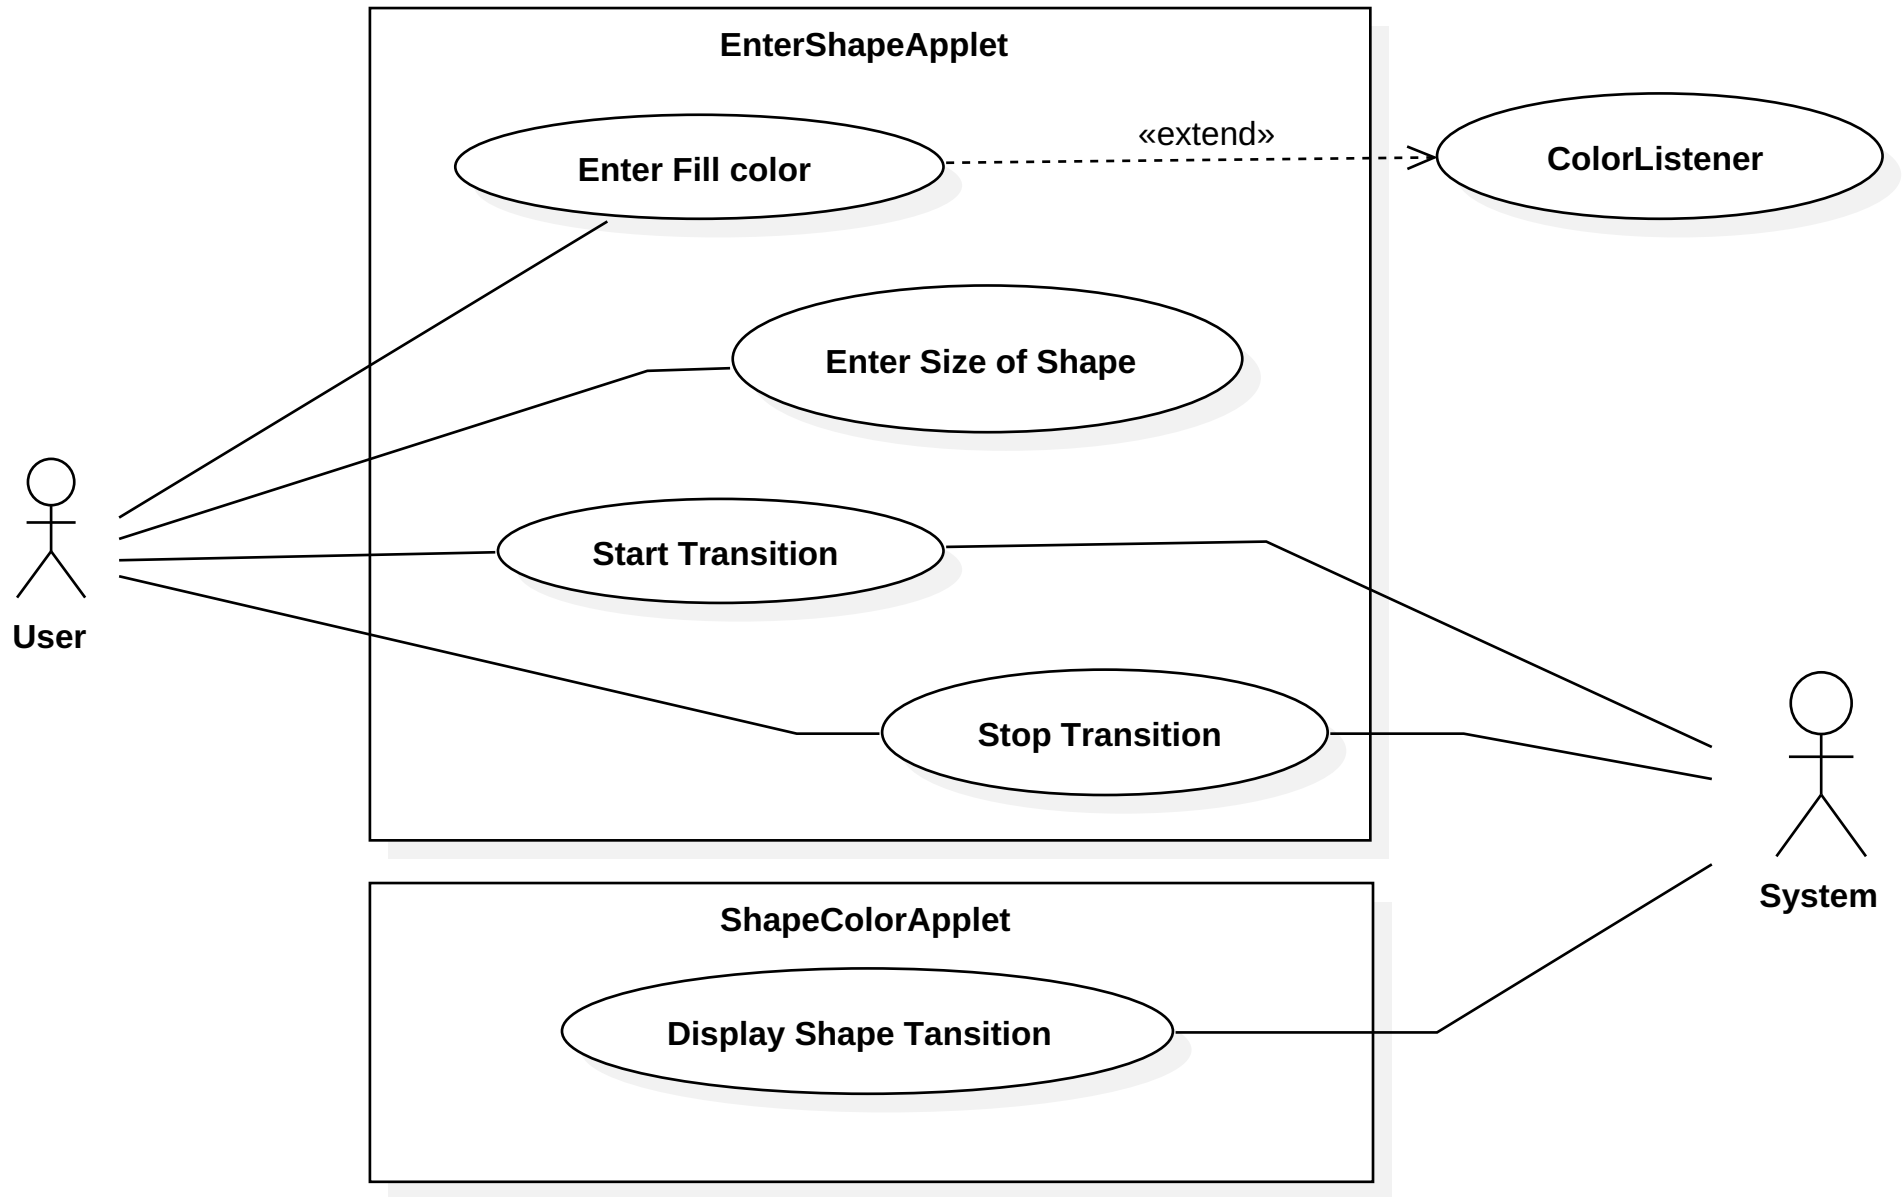 EnterShapeApplet
Enter Fill color
«extend»
ColorListener
Enter Size of Shape
Start Transition
User
Stop Transition
System
ShapeColorApplet
Display Shape Tansition